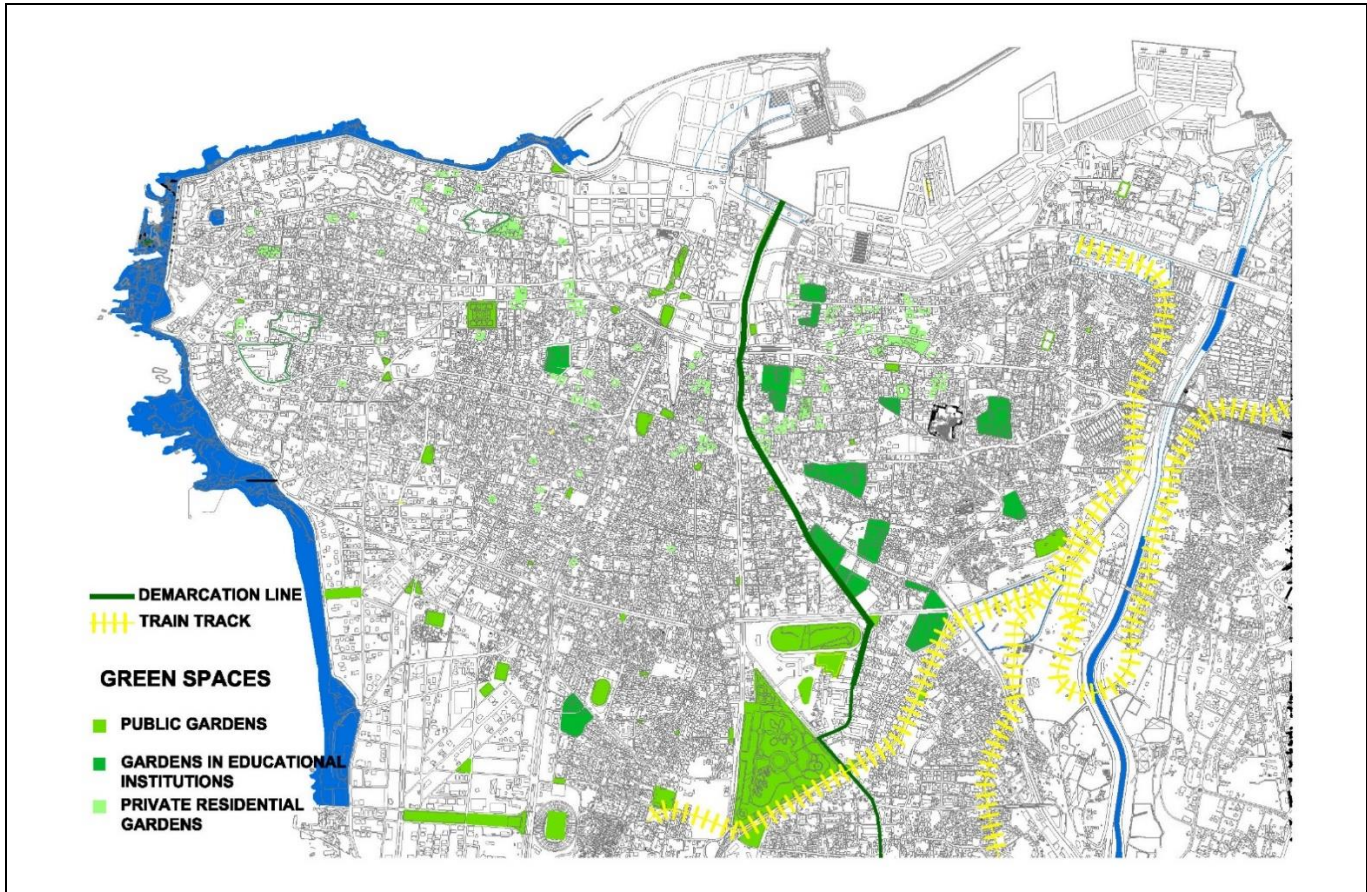 DEMARCATION LINE
TRAIN TRACK
GREEN SPACES
PUBLIC GARDENS
GARDENS IN EDUCATIONAL
INSTITUTIONS
PRIVATE RESIDENTIAL
GARDENS